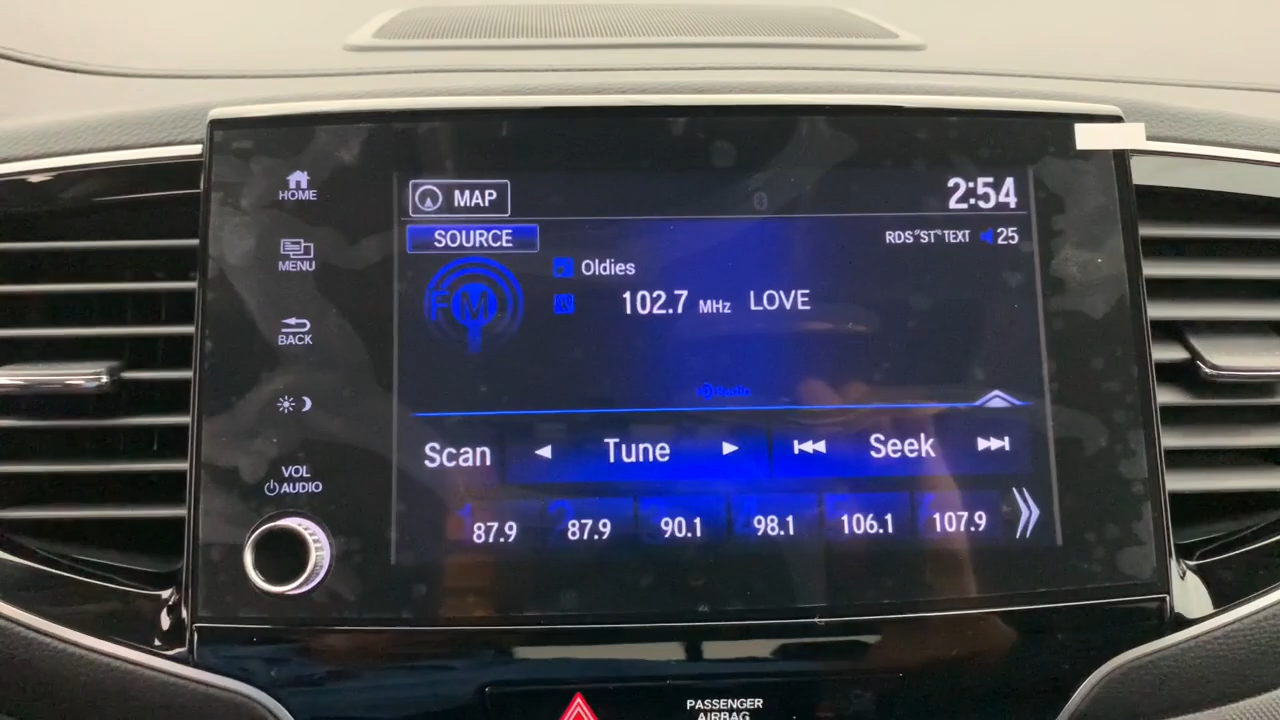 HOME
MENU
BACK
VOL
AUDIO
MAP
2:54
SOURCE
RDS"ST"TEXT 25
FM
Oldies
102.7 MHz LOVE
Scan Tune Seek
87.9 87.9 90.1 98.1 106.1 107.9
PASSENGER
AIRBAG